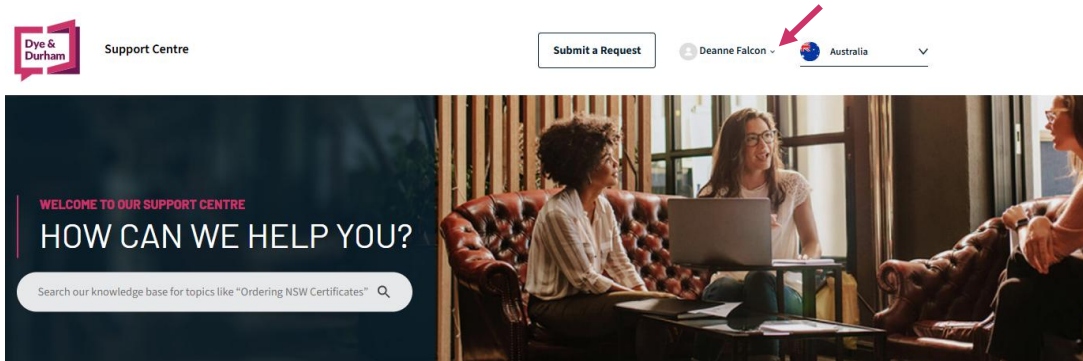 Dye &
Durham
Support Centre
Submit a Request
Deanne Falcon
Australia
WELCOME TO OUR SUPPORT CENTRE
HOW CAN WE HELP YOU?
Search our knowledge base for topics like “Ordering NSW Certificates”